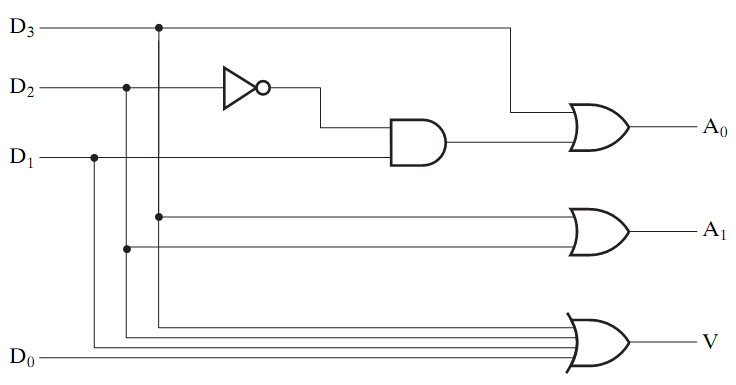 D₃
D₂
D₁
A₀
A₁
D₀
V